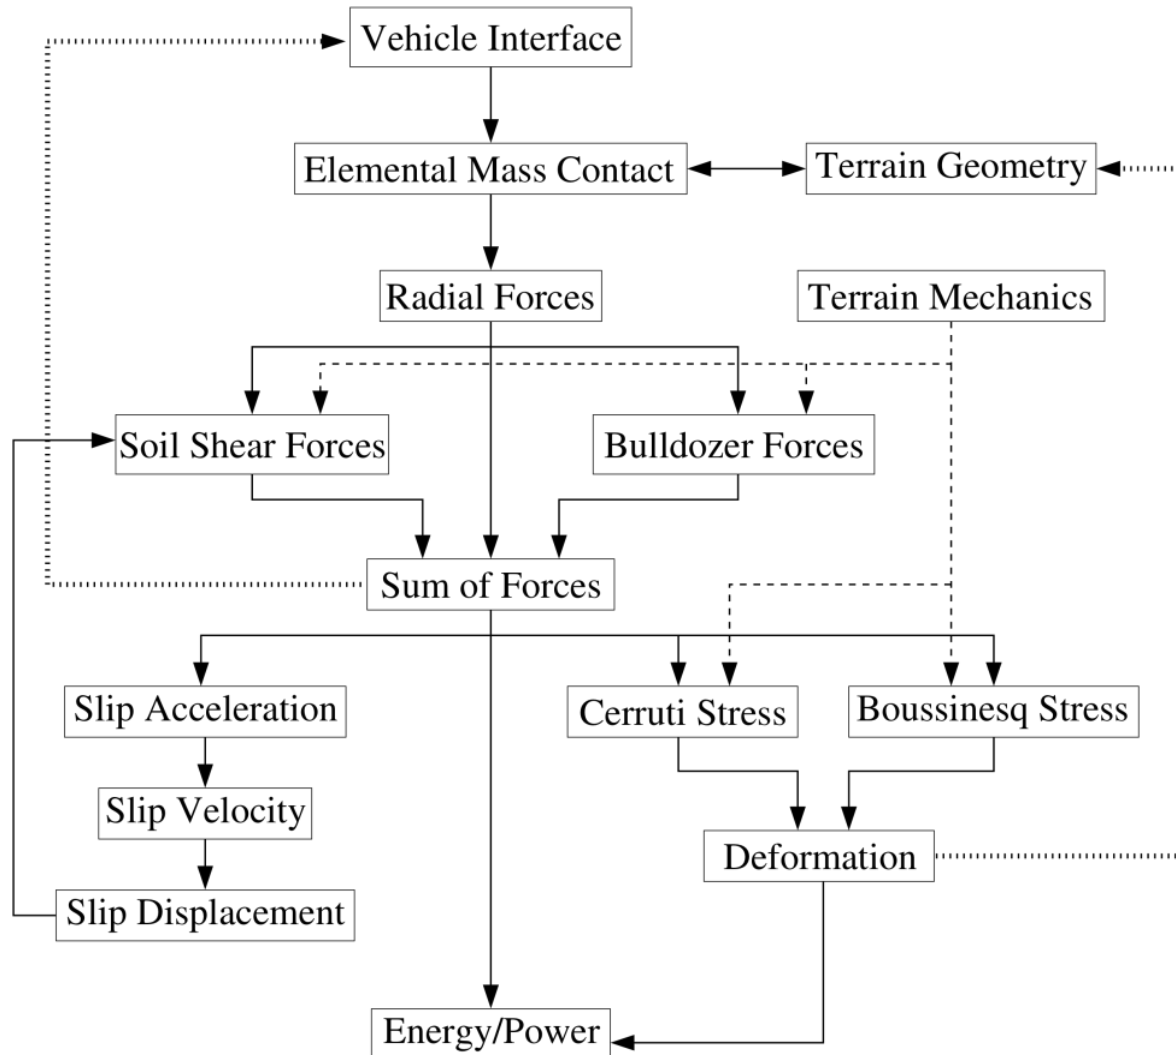 Vehicle Interface
Elemental Mass Contact
Terrain Geometry
Radial Forces
Terrain Mechanics
Soil Shear Forces
Bulldozer Forces
Sum of Forces
Slip Acceleration
Cerruti Stress
Boussinesq Stress
Slip Velocity
Deformation
Slip Displacement
Energy/Power